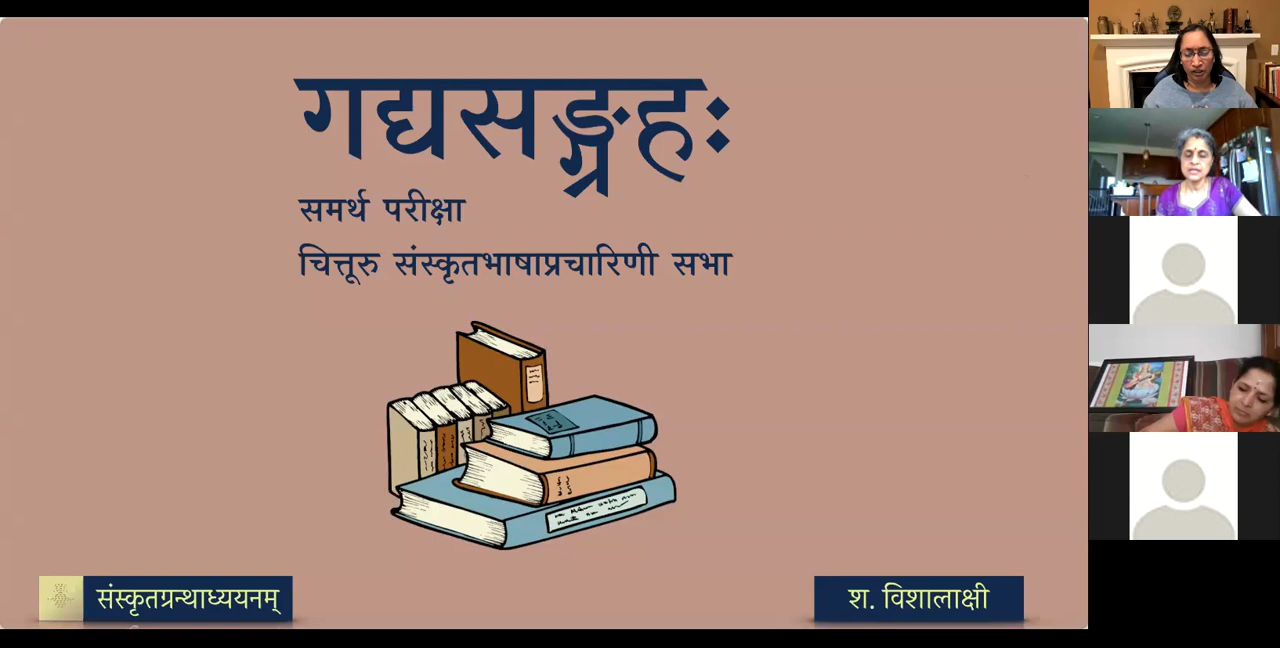 गद्यसङ्ग्रहः
समर्थ परीक्षा
चित्तूरु संस्कृतभाषाप्रचारिणी सभा
संस्कृतग्रन्थाध्ययनम्
श. विशालाक्षी